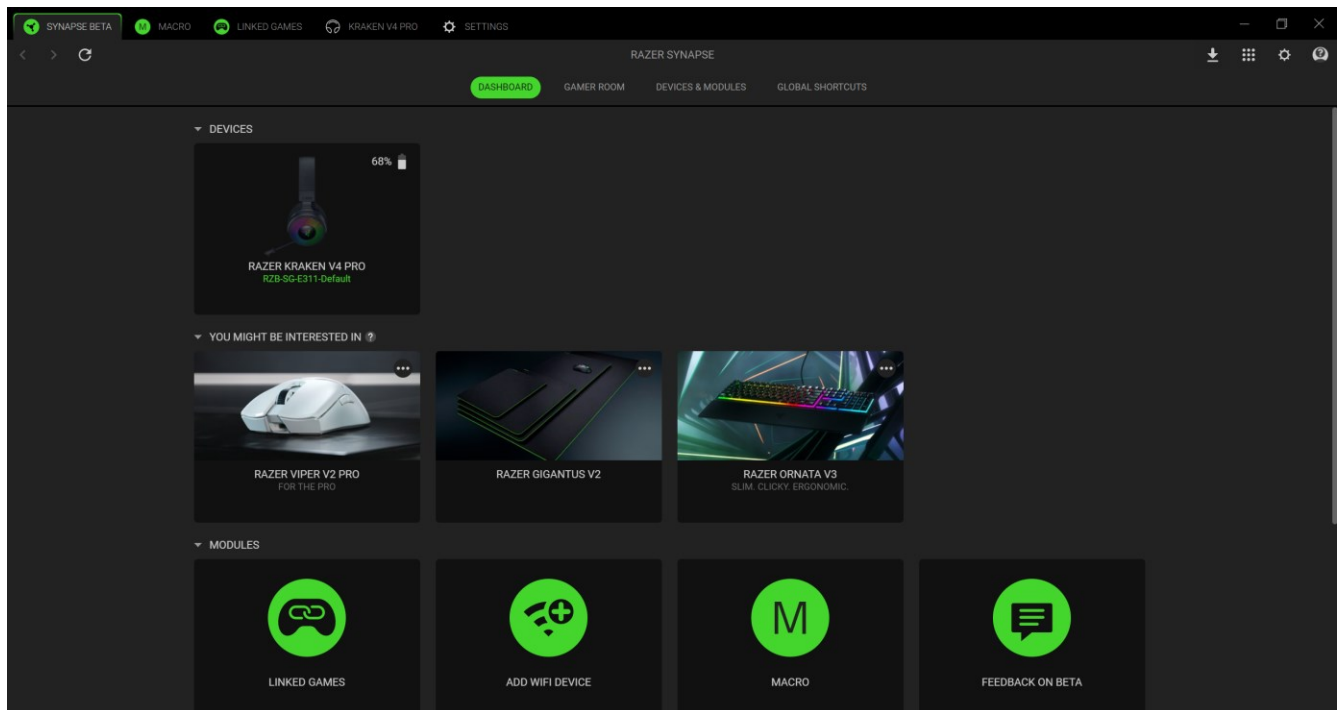 SYNAPSE BETA
M MACRO
LINKED GAMES
KRAKEN V4 PRO
SETTINGS
RAZER SYNAPSE
DASHBOARD
GAMER ROOM
DEVICES & MODULES
GLOBAL SHORTCUTS
DEVICES
68%
RAZER KRAKEN V4 PRO
RZB-SG-E311-Default
YOU MIGHT BE INTERESTED IN ?
RAZER VIPER V2 PRO
FOR THE PRO
RAZER GIGANTUS V2
RAZER ORNATA V3
SLIM. CLICKY. ERGONOMIC.
MODULES
LINKED GAMES
ADD WIFI DEVICE
M
MACRO
FEEDBACK ON BETA